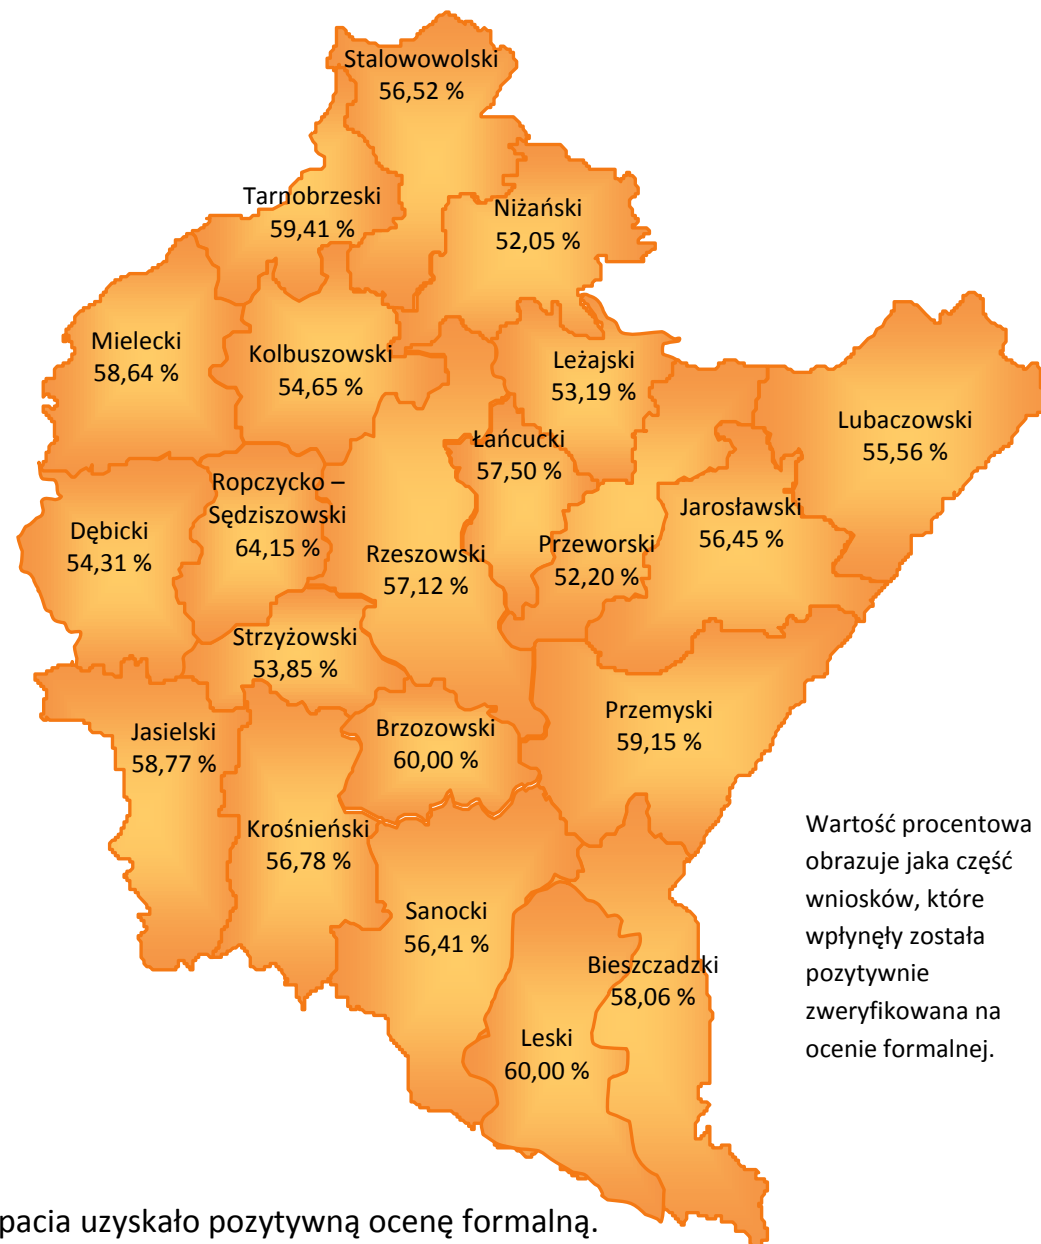 Stalowowolski
56,52 %
Tarnobrzeski
59,41 %
Niżański
52,05 %
Mielecki
58,64 %
Kolbuszowski
54,65 %
Leżajski
53,19 %
Lubaczowski
55,56 %
Łańcucki
57,50 %
Ropczycko –
Sędziszowski
64,15 %
Dębicki
54,31 %
Rzeszowski
57,12 %
Przeworski
52,20 %
Jarosławski
56,45 %
Strzyżowski
53,85 %
Jasielski
58,77 %
Brzozowski
60,00 %
Przemyski
59,15 %
Krośnieński
56,78 %
Sanocki
56,41 %
Bieszczadzki
58,06 %
Leski
60,00 %
Wartość procentowa
obrazuje jaka część
wniosków, które
wpłynęły została
pozytywnie
zweryfikowana na
ocenie formalnej.
pacia uzyskało pozytywną ocenę formalną.